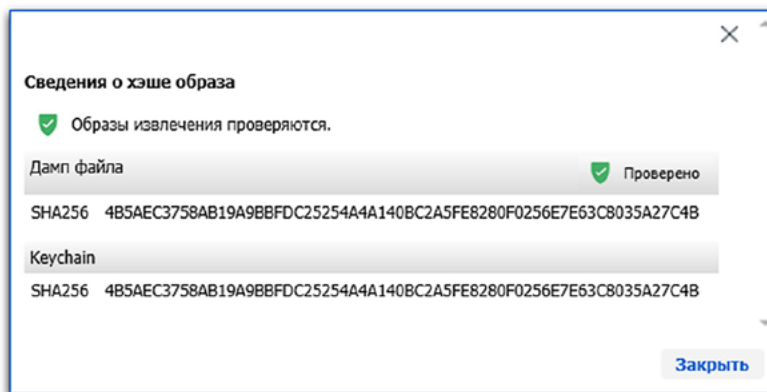 Сведения о хэше образа
Образы извлечения проверяются.
Дамп файла Проверено
SHA256 4B5AEC3758AB19A9BBFDC25254A4A140BC2A5FE8280F0256E7E63C8035A27C4B
Keychain
SHA256 4B5AEC3758AB19A9BBFDC25254A4A140BC2A5FE8280F0256E7E63C8035A27C4B
Закрыть